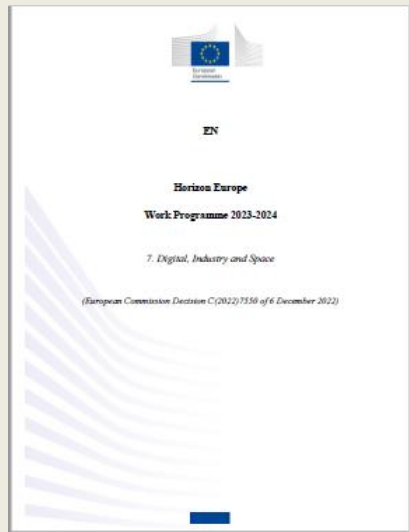 European
Commission
EN
Horizon Europe
Work Programme 2023-2024
7. Digital, Industry and Space
(European Commission Decision C(2022)7550 of 6 December 2022)